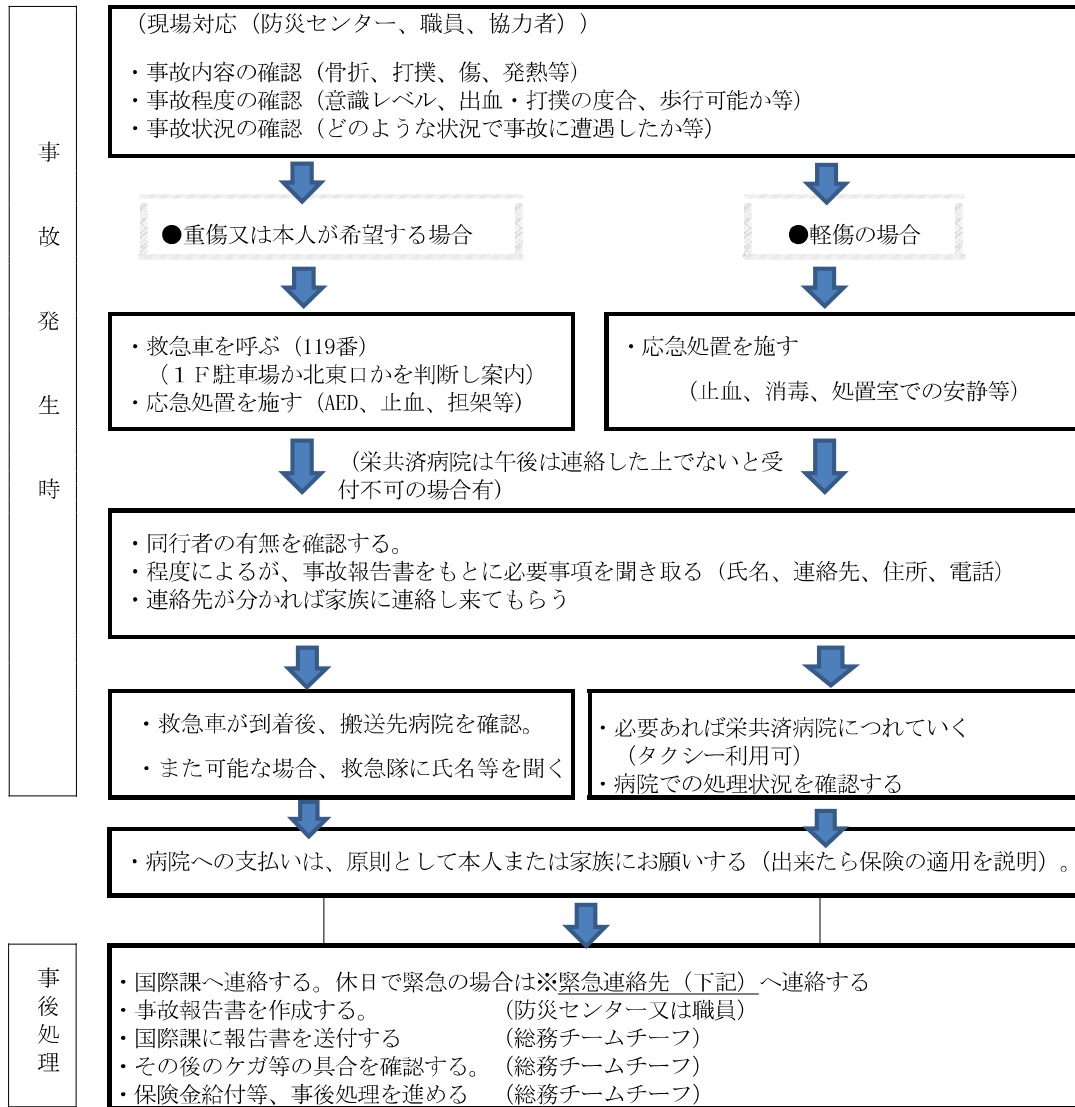 事故発生時
（現場対応（防災センター、職員、協力者））
・事故内容の確認（骨折、打撲、傷、発熱等）
・事故程度の確認（意識レベル、出血・打撲の度合、歩行可能か等）
・事故状況の確認（どのような状況で事故に遭遇したか等）
●重傷又は本人が希望する場合
●軽傷の場合
・救急車を呼ぶ（119番）
（１Ｆ駐車場か北東口かを判断し案内）
・応急処置を施す（AED、止血、担架等）
・応急処置を施す
（止血、消毒、処置室での安静等）
（栄共済病院は午後は連絡した上でないと受
付不可の場合有）
・同行者の有無を確認する。
・程度によるが、事故報告書をもとに必要事項を聞き取る（氏名、連絡先、住所、電話）
・連絡先が分かれば家族に連絡し来てもらう
・救急車が到着後、搬送先病院を確認。
・また可能な場合、救急隊に氏名等を聞く
・必要あれば栄共済病院につれていく
（タクシー利用可）
・病院での処理状況を確認する
・病院への支払いは、原則として本人または家族にお願いする（出来たら保険の適用を説明）。
事後処理
・国際課へ連絡する。休日で緊急の場合は※緊急連絡先（下記）へ連絡する
・事故報告書を作成する。 （防災センター又は職員）
・国際課に報告書を送付する （総務チームチーフ）
・その後のケガ等の具合を確認する。（総務チームチーフ）
・保険金給付等、事後処理を進める （総務チームチーフ）